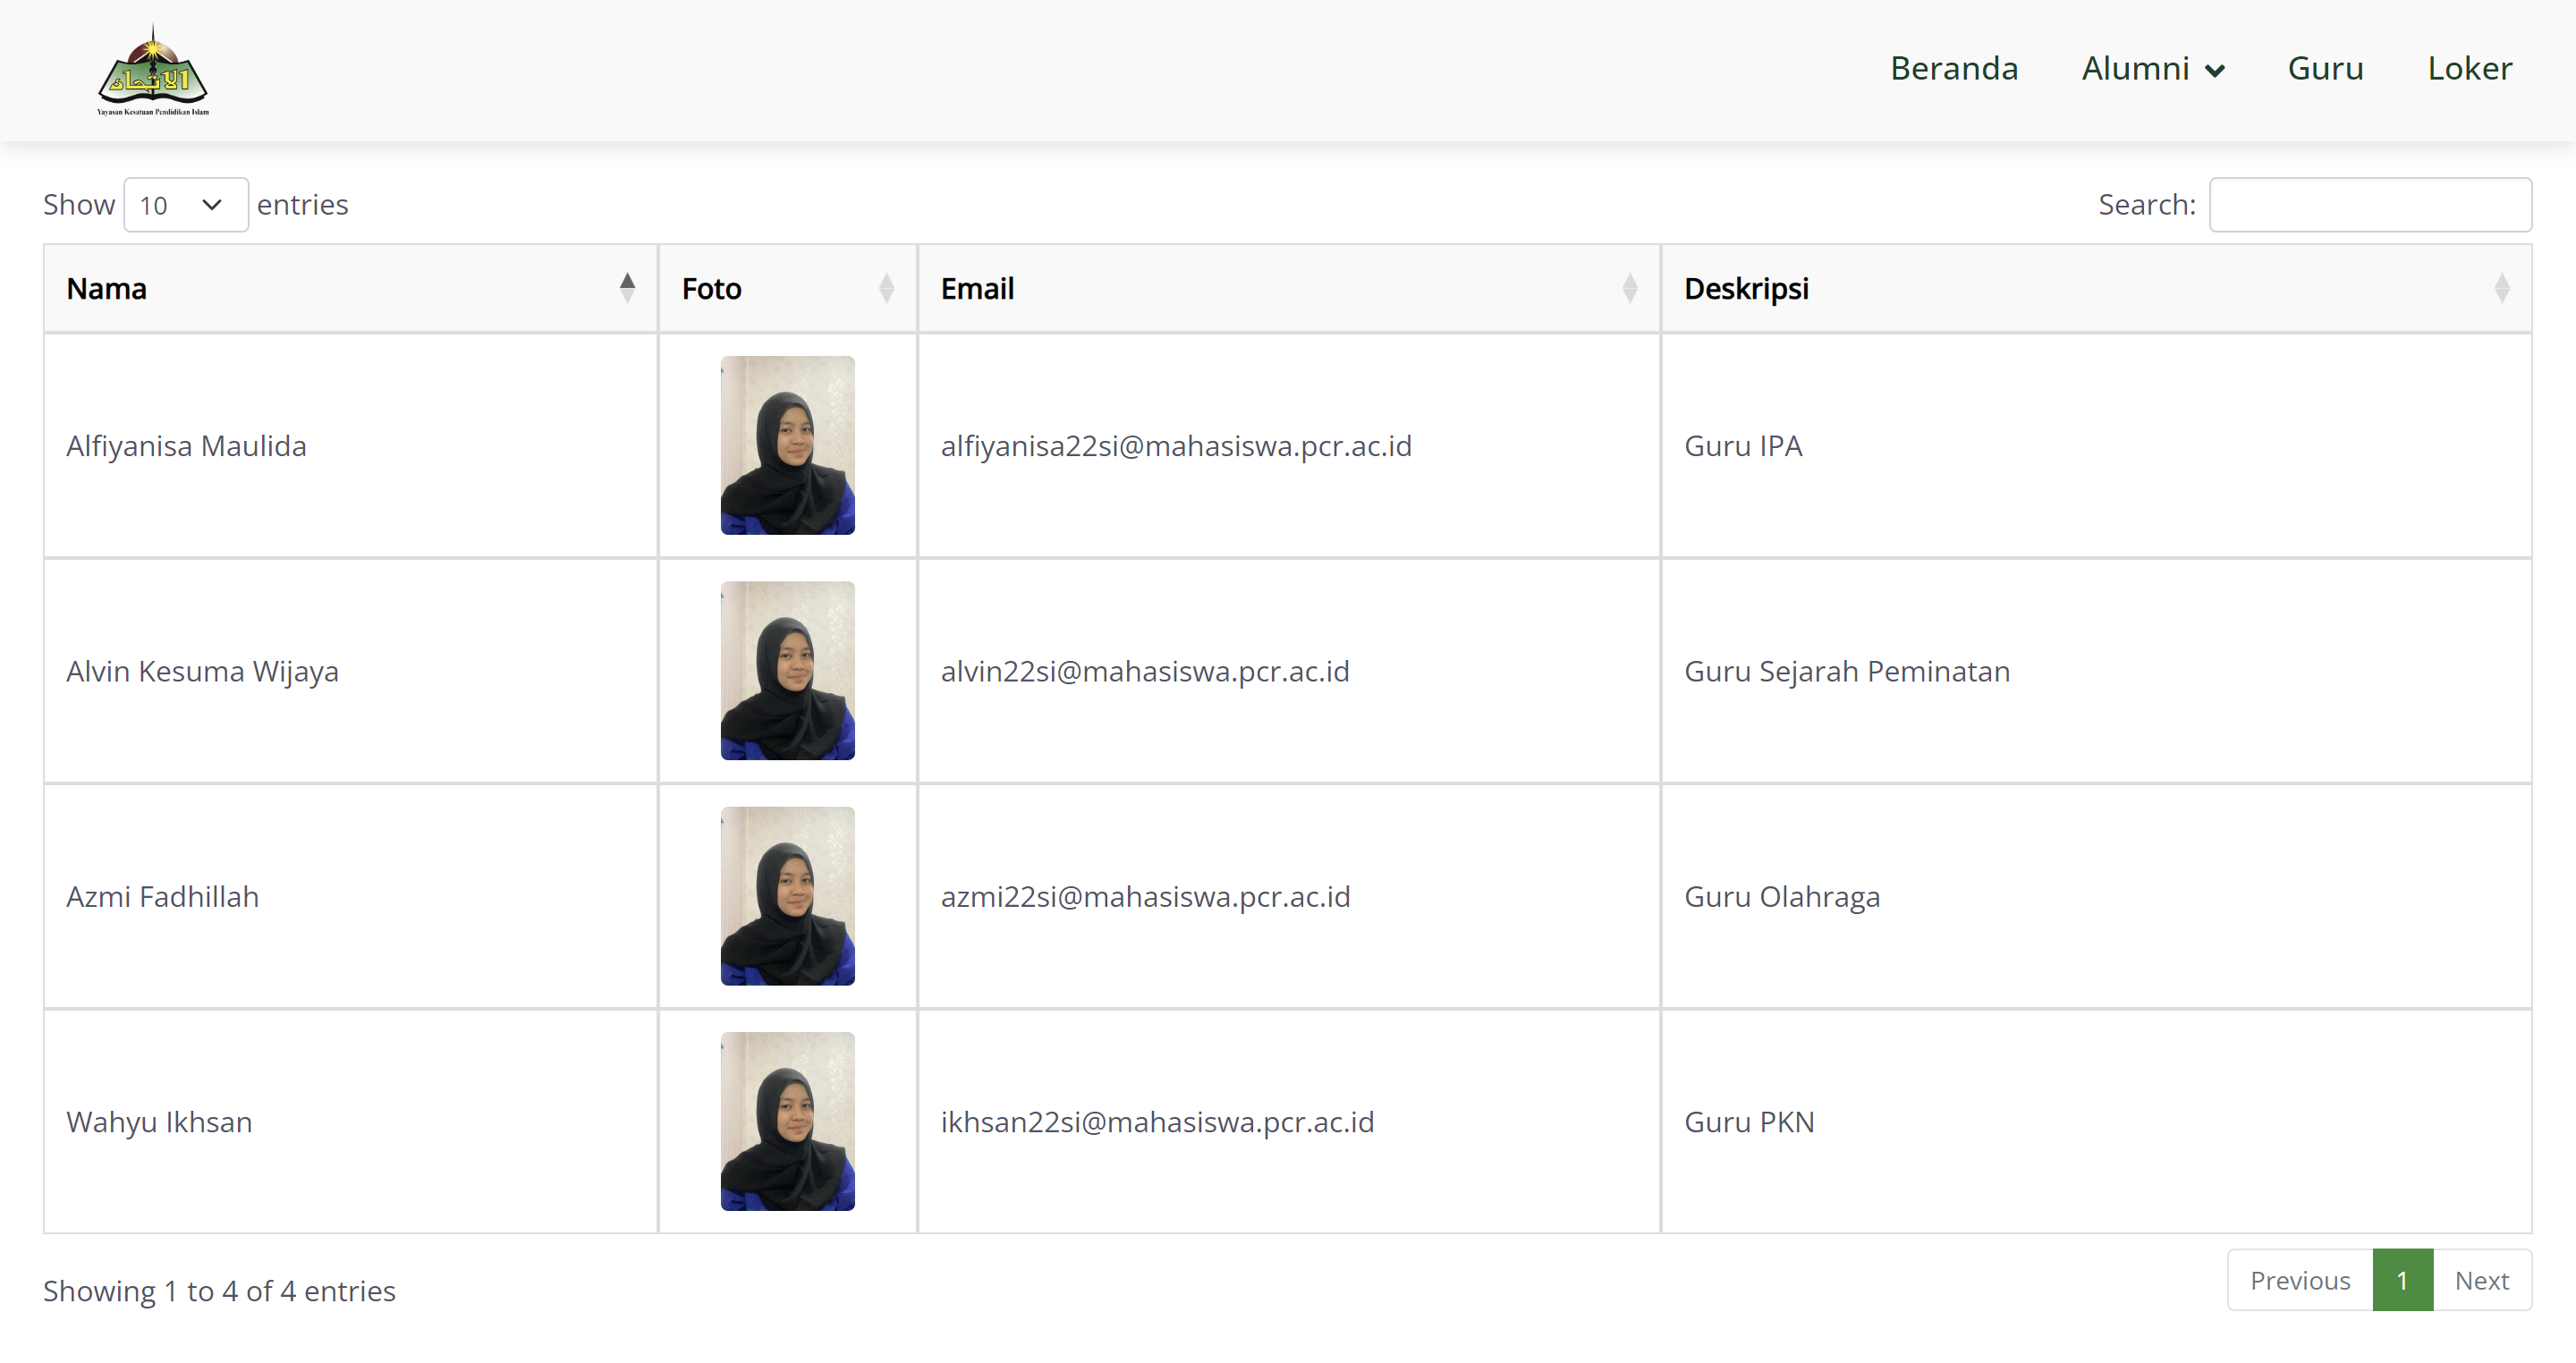 الاتحاد
Yayasan Kesatuan Pendidikan Islam
Beranda Alumni Guru Loker
Show 10 entries Search:
Nama Foto Email Deskripsi
Alfiyanisa Maulida alfiyanisa22si@mahasiswa.pcr.ac.id Guru IPA
Alvin Kesuma Wijaya alvin22si@mahasiswa.pcr.ac.id Guru Sejarah Peminatan
Azmi Fadhillah azmi22si@mahasiswa.pcr.ac.id Guru Olahraga
Wahyu Ikhsan ikhsan22si@mahasiswa.pcr.ac.id Guru PKN
Showing 1 to 4 of 4 entries Previous 1 Next